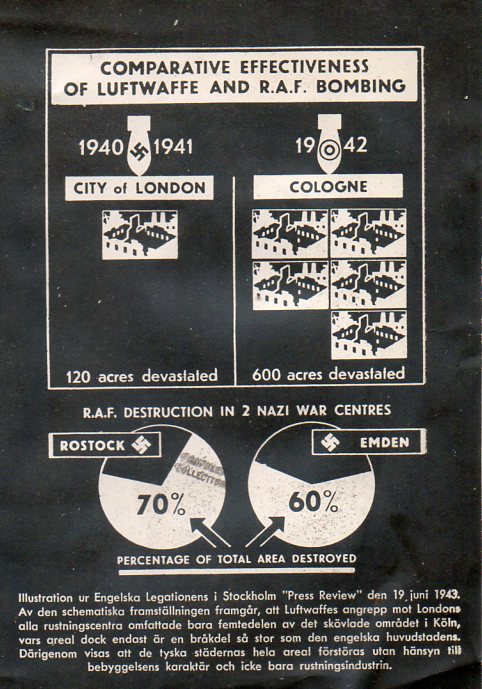 COMPARATIVE EFFECTIVENESS
OF LUFTWAFFE AND R.A.F. BOMBING
1940 1941
CITY of LONDON
120 acres devastated
19 42
COLOGNE
600 acres devastated
R.A.F. DESTRUCTION IN 2 NAZI WAR CENTRES
ROSTOCK
70%
EMDEN
60%
COLLECTION
PERCENTAGE OF TOTAL AREA DESTROYED
Illustration ur Engelska Legationens i Stockholm "Press Review" den 19 juni 1943.
Av den schematiska framställningen framgår, att Luftwaffes angrepp mot Londons
alla rustningscentra omfattade bara femtedelen av det skövlade området i Köln,
vars areal dock endast är en bråkdel så stor som den engelska huvudstadens.
Därigenom visas att de tyska städernas hela areal förstöras utan hänsyn till
bebyggelsens karaktär och icke bara rustningsindustrin.